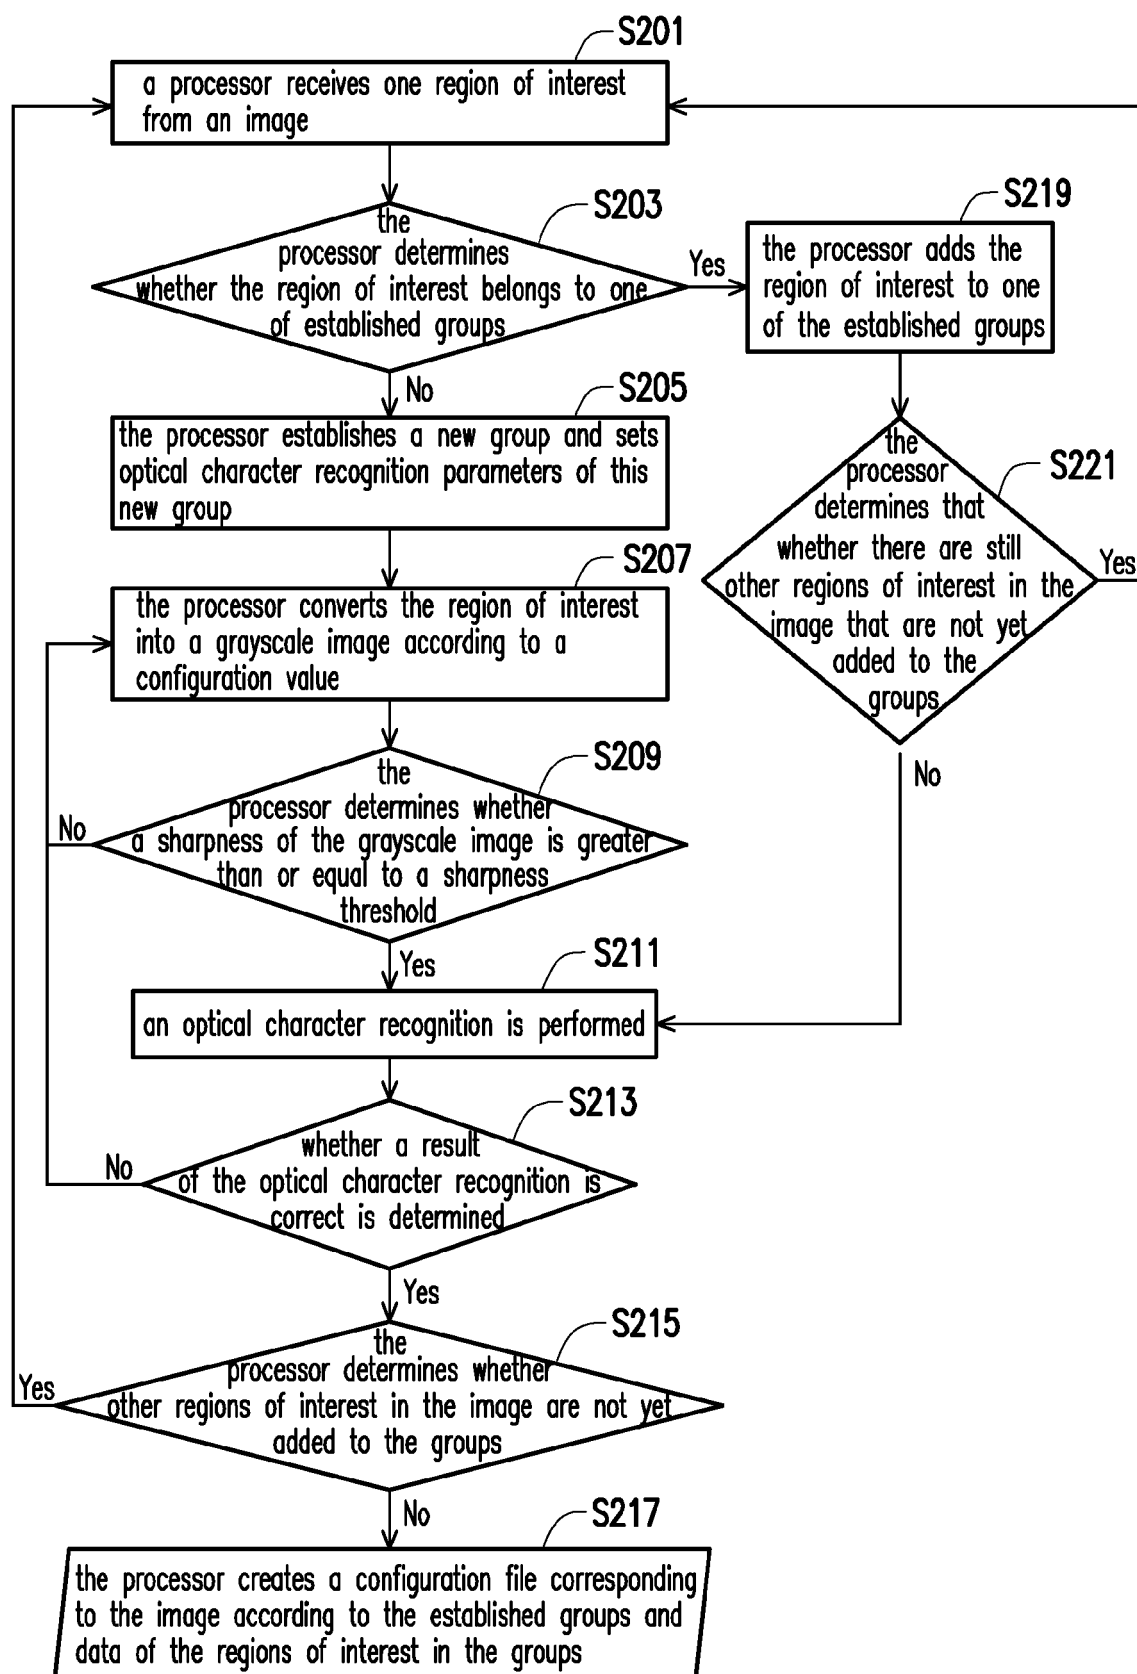 S201
a processor receives one region of interest
from an image
S203
the
processor determines
whether the region of interest belongs to one
of established groups
Yes
No
S219
the processor adds the
region of interest to one
of the established groups
S205
the processor establishes a new group and sets
optical character recognition parameters of this
new group
S221
the
processor
determines that
whether there are still
other regions of interest in the
image that are not yet
added to the
groups
Yes
No
S207
the processor converts the region of interest
into a grayscale image according to a
configuration value
S209
the
processor determines whether
a sharpness of the grayscale image is greater
than or equal to a sharpness
threshold
No
Yes
S211
an optical character recognition is performed
S213
whether a result
of the optical character recognition is
correct is determined
No
Yes
S215
the
processor determines whether
other regions of interest in the image are not yet
added to the groups
Yes
No
S217
the processor creates a configuration file corresponding
to the image according to the established groups and
data of the regions of interest in the groups